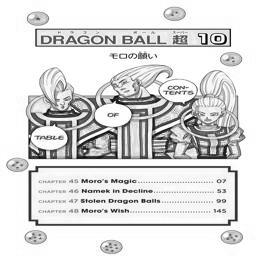 ドラゴンボール スーパー
DRAGON BALL 超 10
モロの願い
TABLE
OF
CON-
TENTS
CHAPTER 45 Moro's Magic 07
CHAPTER 46 Namek in Decline 53
CHAPTER 47 Stolen Dragon Balls 99
CHAPTER 48 Moro's Wish 145